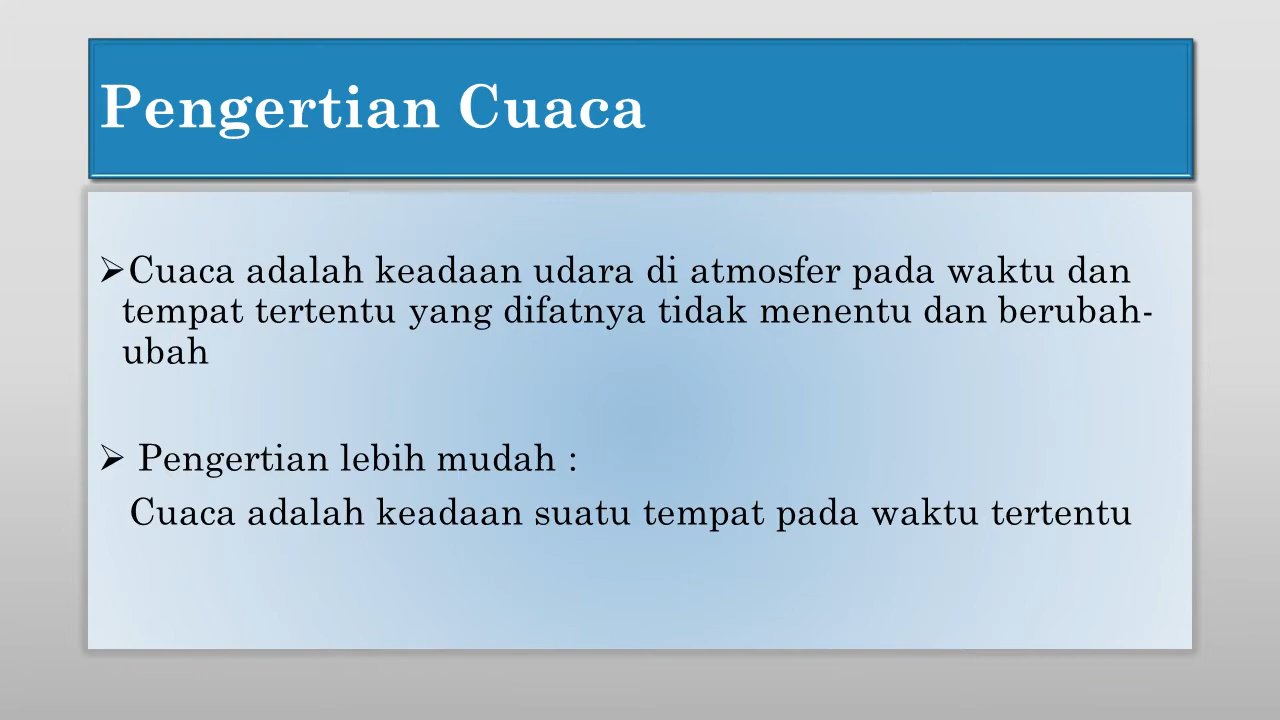 Pengertian Cuaca
➢Cuaca adalah keadaan udara di atmosfer pada waktu dan
tempat tertentu yang difatnya tidak menentu dan berubah-
ubah
➢ Pengertian lebih mudah :
Cuaca adalah keadaan suatu tempat pada waktu tertentu